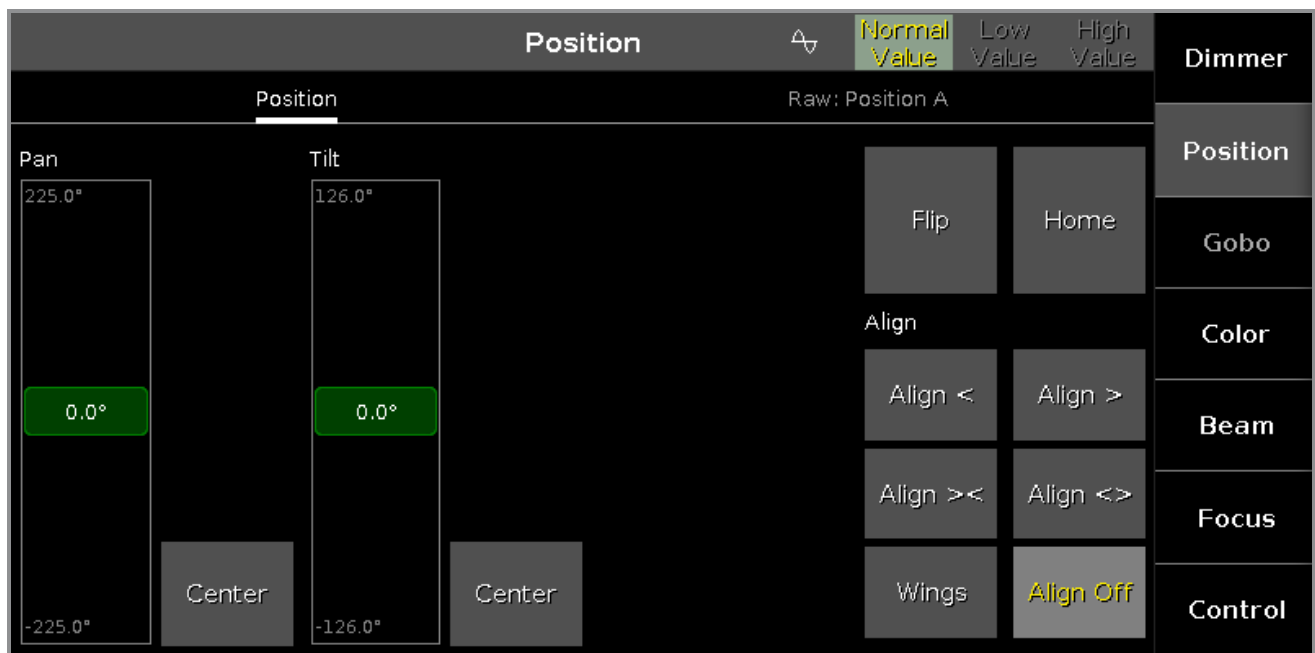 Position
Normal Value
Low Value
High Value
Position
Raw: Position A
Pan
Tilt
225.0°
126.0°
Flip
Home
Align
0.0°
0.0°
Align <
Align >
Align ><
Align <>
Center
Center
Wings
Align Off
-225.0°
-126.0°
Dimmer
Position
Gobo
Color
Beam
Focus
Control